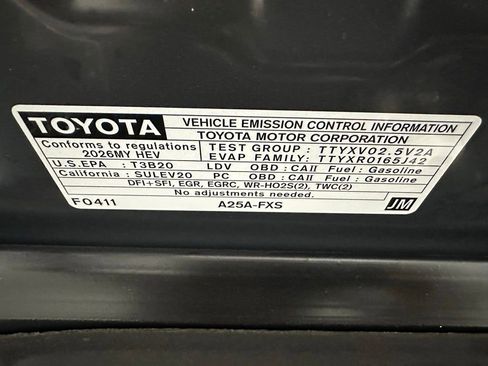 TOYOTA
VEHICLE EMISSION CONTROL INFORMATION
TOYOTA MOTOR CORPORATION
Conforms to regulations
2026MY HEV
TEST GROUP : TTYXV02.5V2A
EVAP FAMILY: TTYXR0165J42
U.S.EPA : T3B20 LDV OBD : CAII Fuel : Gasoline
California : SULEV20 PC OBD : CAII Fuel : Gasoline
DFI+SFI, EGR, EGRC, WR-HO2S(2), TWC(2)
No adjustments needed.
F0411 A25A-FXS JM